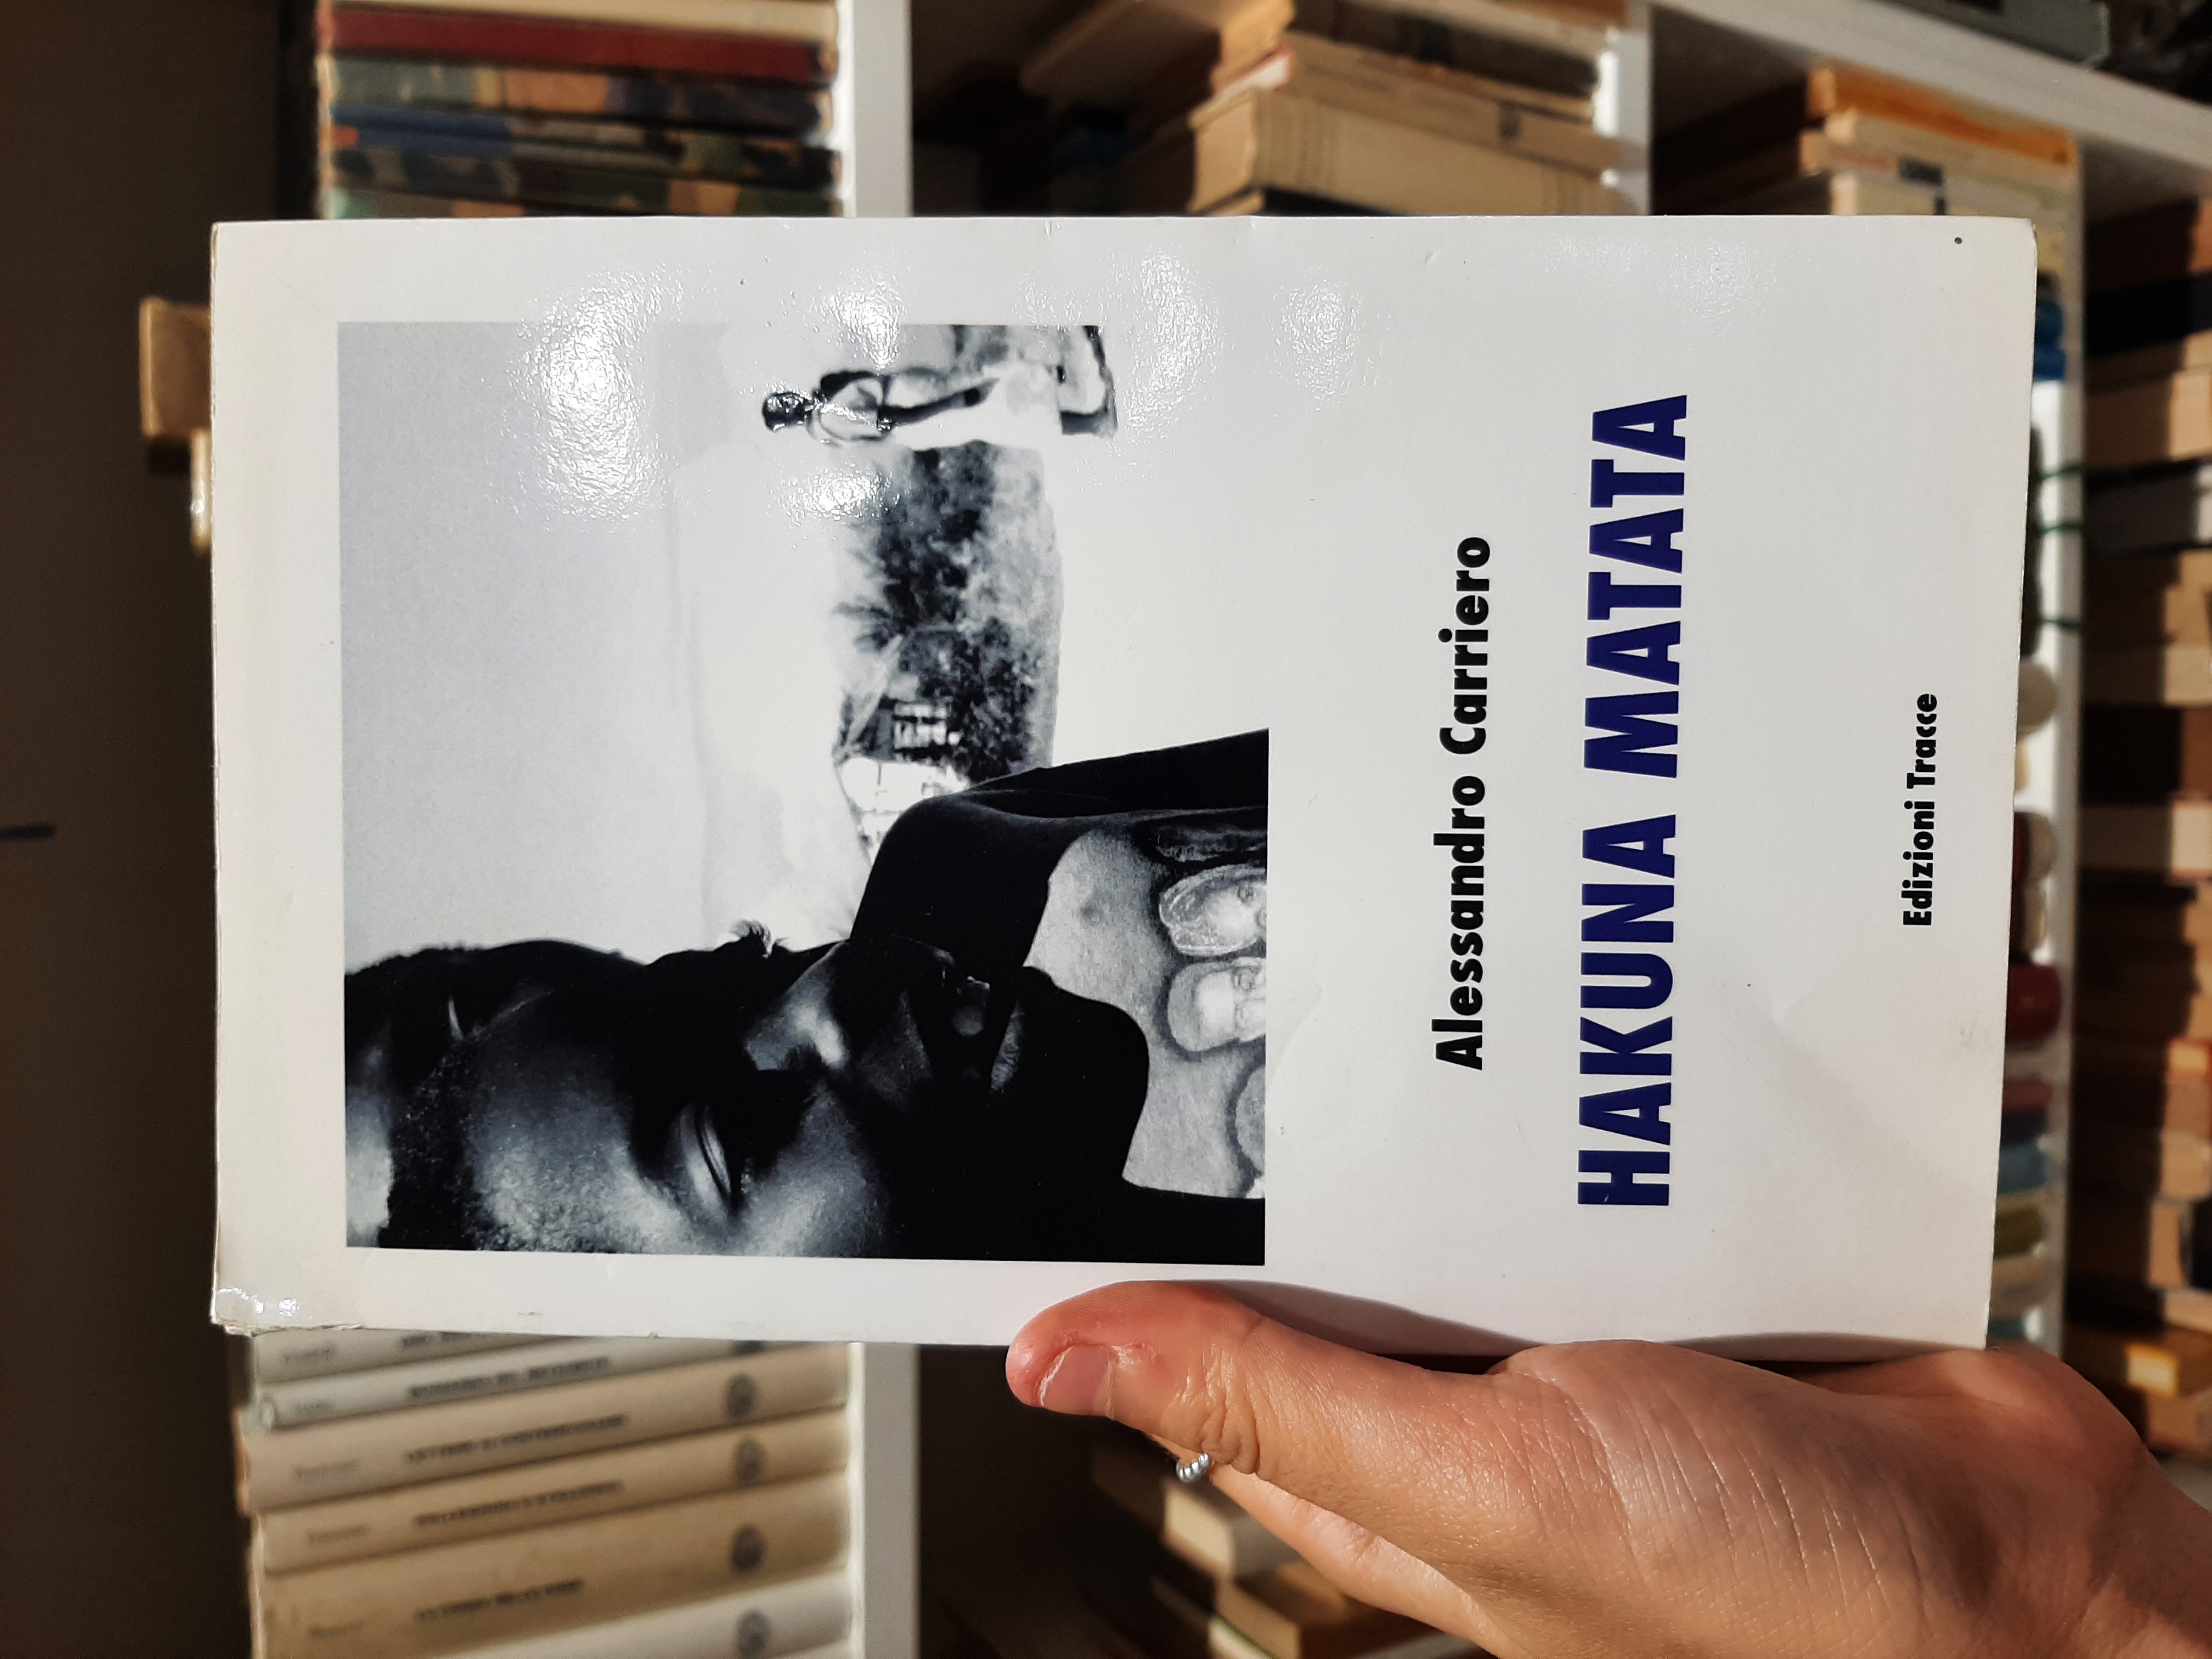 Alessandro Carriero
HAKUNA MATATA
Edizioni Tracce